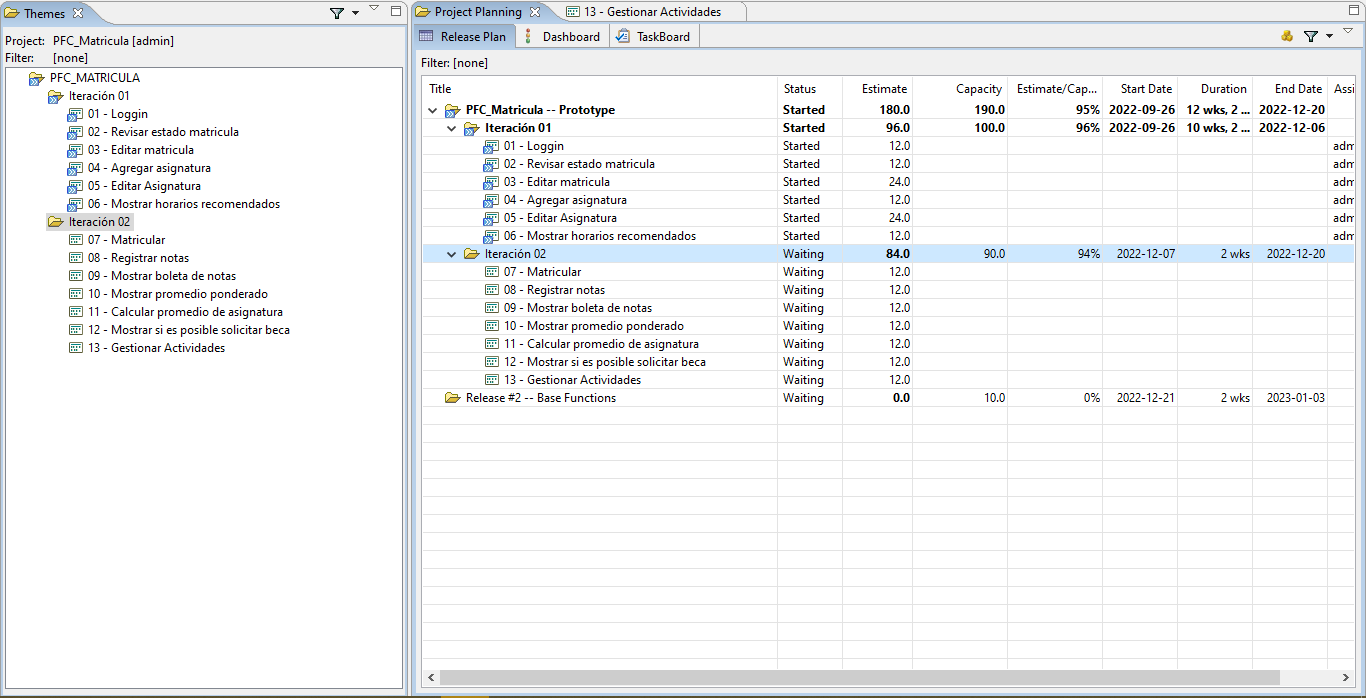 Themes
Project: PFC_Matricula [admin]
Filter: [none]
PFC_MATRICULA
Iteración 01
01 - Loggin
02 - Revisar estado matricula
03 - Editar matricula
04 - Agregar asignatura
05 - Editar Asignatura
06 - Mostrar horarios recomendados
Iteración 02
07 - Matricular
08 - Registrar notas
09 - Mostrar boleta de notas
10 - Mostrar promedio ponderado
11 - Calcular promedio de asignatura
12 - Mostrar si es posible solicitar beca
13 - Gestionar Actividades
Project Planning 13 - Gestionar Actividades
Release Plan Dashboard TaskBoard
Filter: [none]
Title Status Estimate Capacity Estimate/Cap... Start Date Duration End Date Assi
PFC_Matricula -- Prototype Started 180.0 190.0 95% 2022-09-26 12 wks, 2 ... 2022-12-20
Iteración 01 Started 96.0 100.0 96% 2022-09-26 10 wks, 2 ... 2022-12-06
01 - Loggin Started 12.0 adm
02 - Revisar estado matricula Started 12.0 adm
03 - Editar matricula Started 24.0 adm
04 - Agregar asignatura Started 12.0 adm
05 - Editar Asignatura Started 24.0 adm
06 - Mostrar horarios recomendados Started 12.0 adm
Iteración 02 Waiting 84.0 90.0 94% 2022-12-07 2 wks 2022-12-20
07 - Matricular Waiting 12.0
08 - Registrar notas Waiting 12.0
09 - Mostrar boleta de notas Waiting 12.0
10 - Mostrar promedio ponderado Waiting 12.0
11 - Calcular promedio de asignatura Waiting 12.0
12 - Mostrar si es posible solicitar beca Waiting 12.0
13 - Gestionar Actividades Waiting 12.0
Release #2 -- Base Functions Waiting 0.0 10.0 0% 2022-12-21 2 wks 2023-01-03